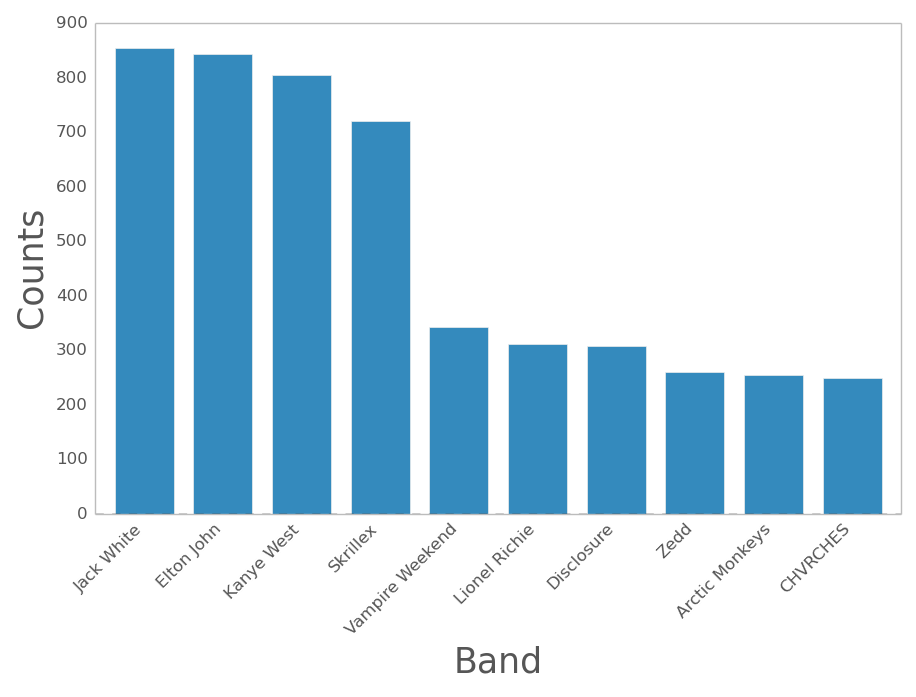 900
800
700
600
500
400
300
200
100
0
Counts
Jack White
Elton John
Kanye West
Skrillex
Vampire Weekend
Lionel Richie
Disclosure
Zedd
Arctic Monkeys
CHVRCHES
Band